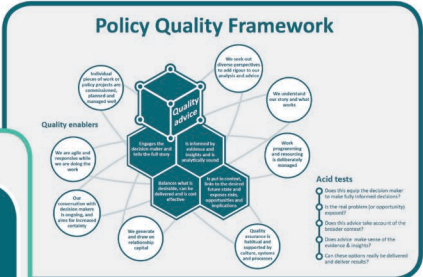 Policy Quality Framework
We seek out
diverse perspectives
to add rigour to our
analysis and advice
Individual
pieces of work or
policy projects are
commissioned,
planned and
managed well
We understand
our story and what
works
Quality
advice
Quality enablers
Engages the
decision maker and
tells the full story
Is informed by
evidence and
insights and is
analytically sound
We are agile and
responsive while
we are doing
the work
Work
programming
and resourcing
is deliberately
managed
Balances what is
desirable, can be
delivered and is cost
effective
Is put in context,
links to the desired
future state and
exposes risks,
opportunities and
implications
Our
conversation with
decision makers
is ongoing, and
aims for increased
certainty
We generate
and draw on
relationship
capital
Quality
assurance is
habitual and
supported by
culture, systems
and processes
Acid tests
Does this equip the decision maker
to make fully informed decisions?
Is the real problem (or opportunity)
exposed?
Does this advice take account of the
broader context?
Does advice make sense of the
evidence & insights?
Can these options really be delivered
and deliver results?